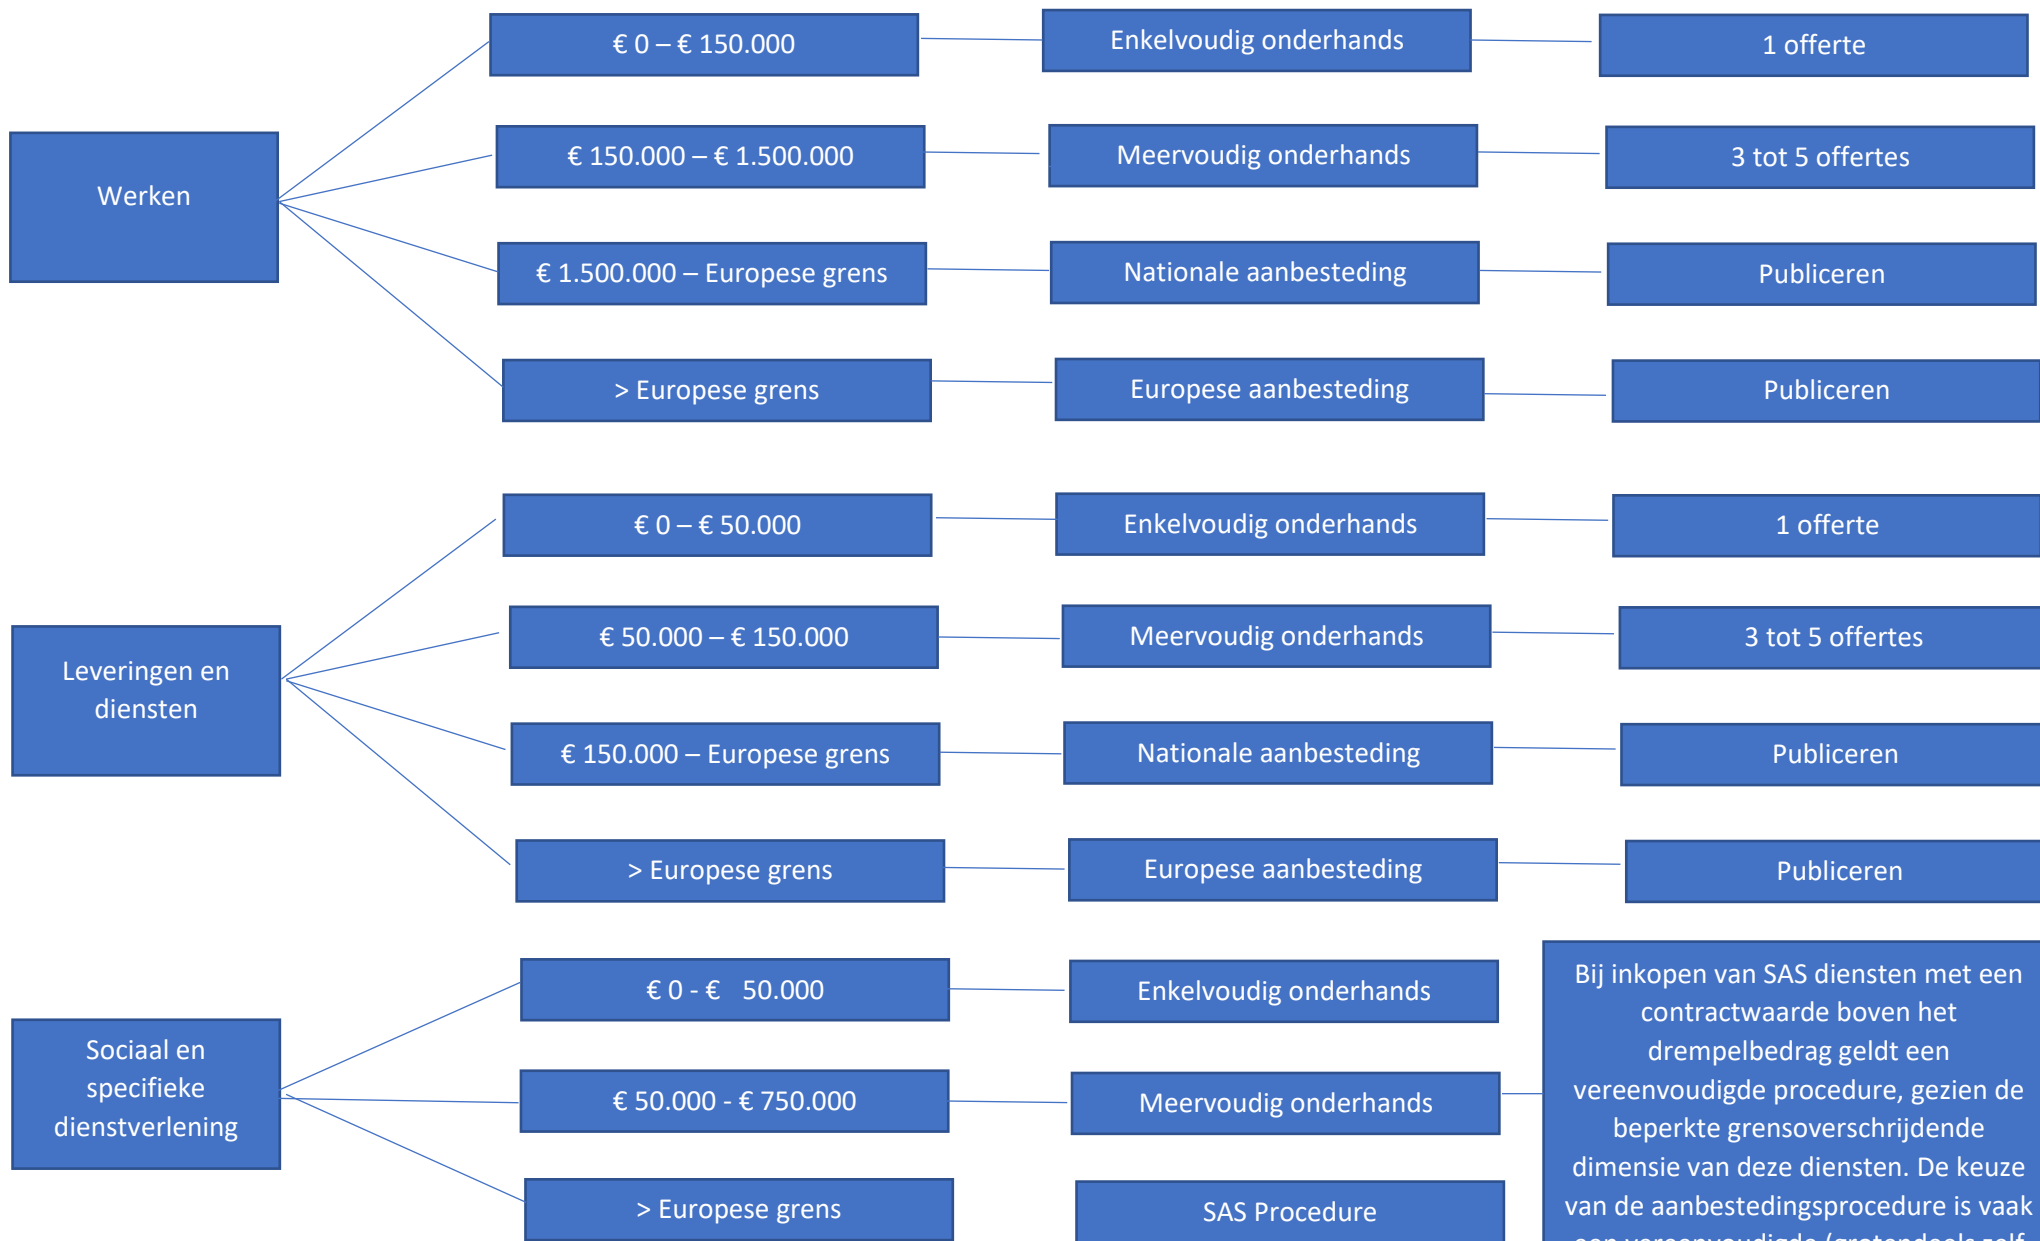 Werken
€ 0 – € 150.000
Enkelvoudig onderhands
1 offerte
€ 150.000 – € 1.500.000
Meervoudig onderhands
3 tot 5 offertes
€ 1.500.000 – Europese grens
Nationale aanbesteding
Publiceren
> Europese grens
Europese aanbesteding
Publiceren
Leveringen en
diensten
€ 0 – € 50.000
Enkelvoudig onderhands
1 offerte
€ 50.000 – € 150.000
Meervoudig onderhands
3 tot 5 offertes
€ 150.000 – Europese grens
Nationale aanbesteding
Publiceren
> Europese grens
Europese aanbesteding
Publiceren
Sociaal en
specifieke
dienstverlening
€ 0 - €   50.000
Enkelvoudig onderhands
€ 50.000 - € 750.000
Meervoudig onderhands
> Europese grens
SAS Procedure
Bij inkopen van SAS diensten met een
contractwaarde boven het
drempelbedrag geldt een
vereenvoudigde procedure, gezien de
beperkte grensoverschrijdende
dimensie van deze diensten. De keuze
van de aanbestedingsprocedure is vaak
een vereenvoudigde (grotendeels zelf